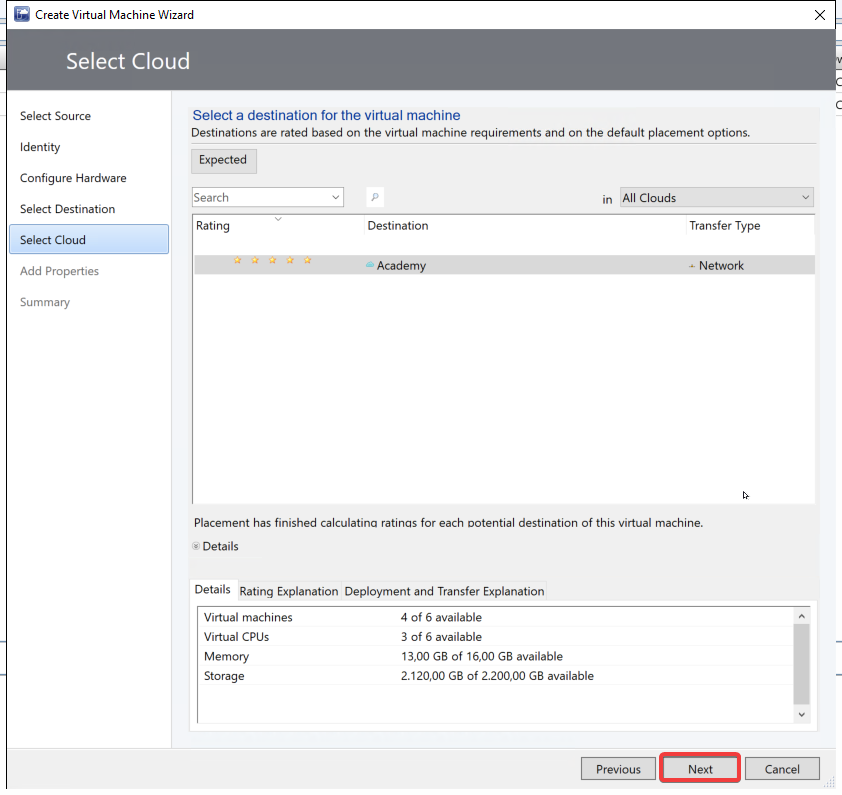 Create Virtual Machine Wizard
Select Cloud
Select Source
Identity
Configure Hardware
Select Destination
Select Cloud
Add Properties
Summary
Select a destination for the virtual machine
Destinations are rated based on the virtual machine requirements and on the default placement options.
Expected
Search
in All Clouds
Rating Destination Transfer Type
Academy Network
Placement has finished calculating ratings for each potential destination of this virtual machine.
Details
Details Rating Explanation Deployment and Transfer Explanation
Virtual machines 4 of 6 available
Virtual CPUs 3 of 6 available
Memory 13,00 GB of 16,00 GB available
Storage 2.120,00 GB of 2.200,00 GB available
Previous Next Cancel